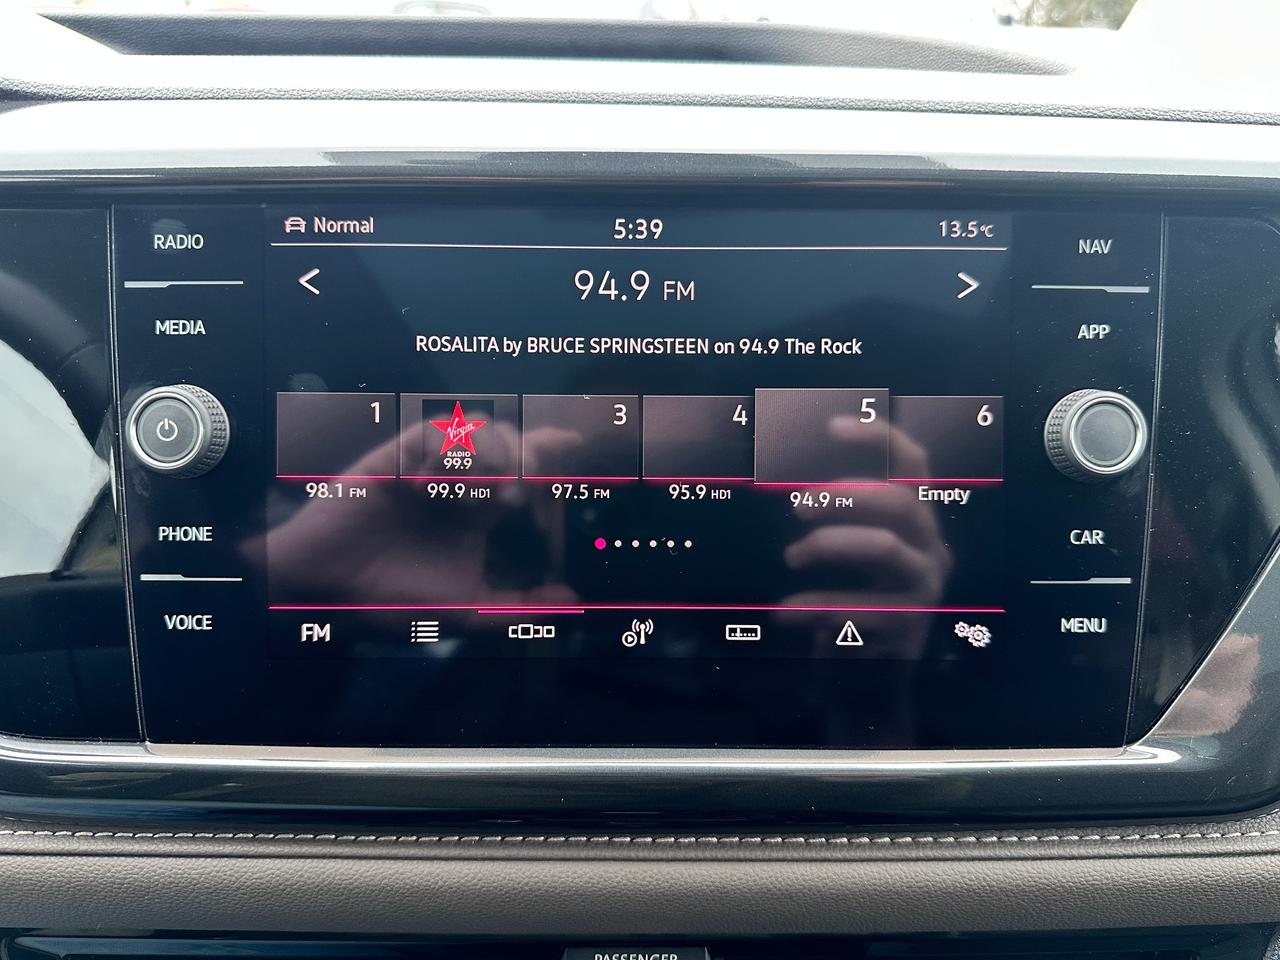 RADIO
MEDIA
PHONE
VOICE
Normal
5:39
13.5°C
94.9 FM
ROSALITA by BRUCE SPRINGSTEEN on 94.9 The Rock
1
Virgin
RADIO
99.9
3
4
5
6
98.1 FM
99.9 HD1
97.5 FM
95.9 HD1
94.9 FM
Empty
FM
NAV
APP
CAR
MENU
PASSENGER